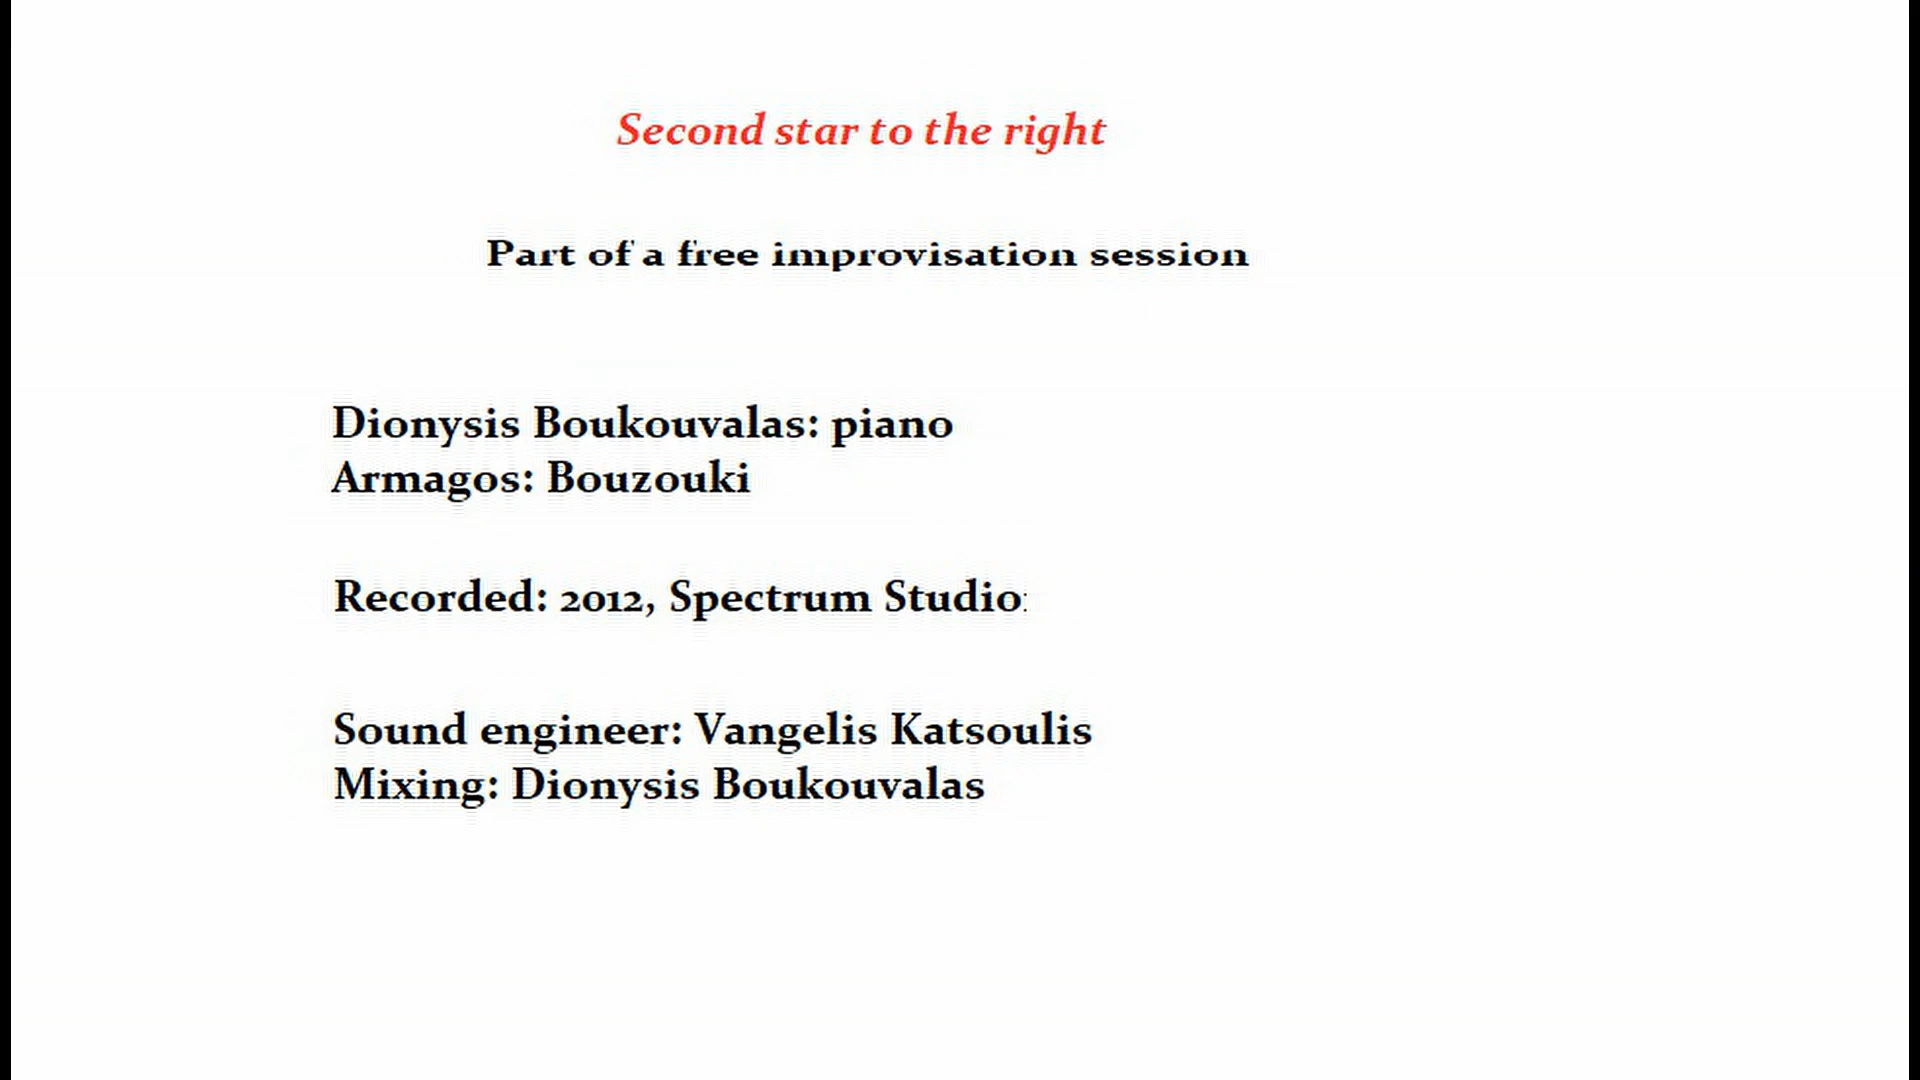 Second star to the right
Part of a free improvisation session
Dionysis Boukouvalas: piano
Armagos: Bouzouki
Recorded: 2012, Spectrum Studio:
Sound engineer: Vangelis Katsoulis
Mixing: Dionysis Boukouvalas